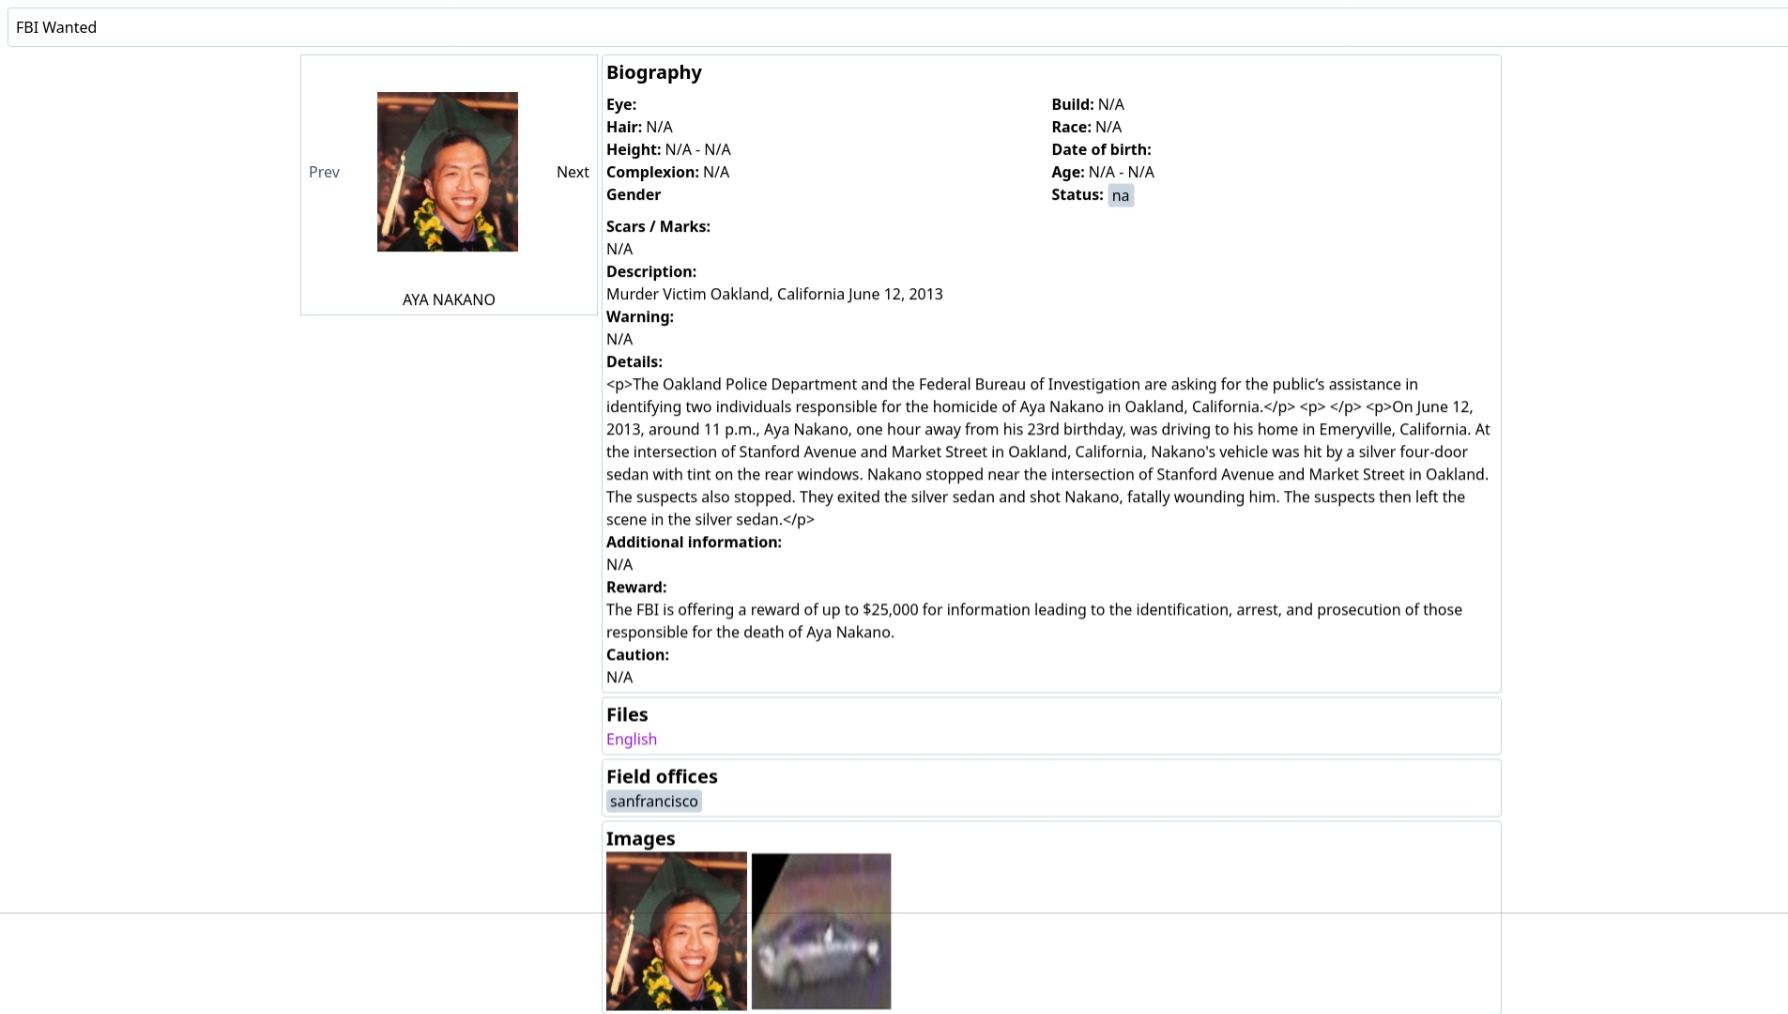 FBI Wanted
Prev
Next
AYA NAKANO
Biography
Eye:
Hair: N/A
Height: N/A - N/A
Complexion: N/A
Gender
Build: N/A
Race: N/A
Date of birth:
Age: N/A - N/A
Status: na
Scars / Marks:
N/A
Description:
Murder Victim Oakland, California June 12, 2013
Warning:
N/A
Details:
<p>The Oakland Police Department and the Federal Bureau of Investigation are asking for the public’s assistance in
identifying two individuals responsible for the homicide of Aya Nakano in Oakland, California.</p> <p> </p> <p>On June 12,
2013, around 11 p.m., Aya Nakano, one hour away from his 23rd birthday, was driving to his home in Emeryville, California. At
the intersection of Stanford Avenue and Market Street in Oakland, California, Nakano's vehicle was hit by a silver four-door
sedan with tint on the rear windows. Nakano stopped near the intersection of Stanford Avenue and Market Street in Oakland.
The suspects also stopped. They exited the silver sedan and shot Nakano, fatally wounding him. The suspects then left the
scene in the silver sedan.</p>
Additional information:
N/A
Reward:
The FBI is offering a reward of up to $25,000 for information leading to the identification, arrest, and prosecution of those
responsible for the death of Aya Nakano.
Caution:
N/A
Files
English
Field offices
sanfrancisco
Images